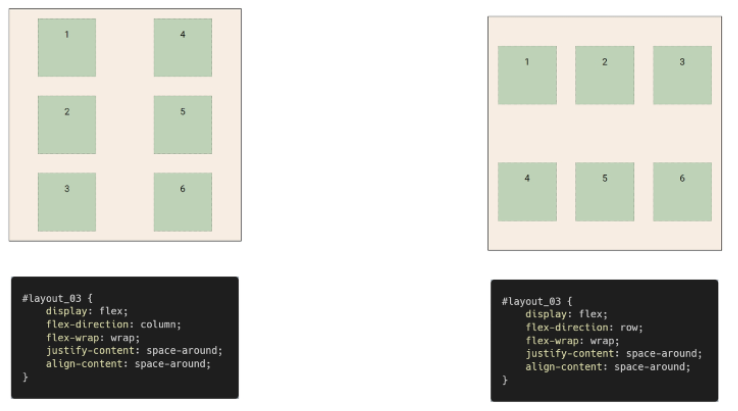 1 4
2 5
3 6
#layout_03 {
    display: flex;
    flex-direction: column;
    flex-wrap: wrap;
    justify-content: space-around;
    align-content: space-around;
}
1 2 3
4 5 6
#layout_03 {
    display: flex;
    flex-direction: row;
    flex-wrap: wrap;
    justify-content: space-around;
    align-content: space-around;
}